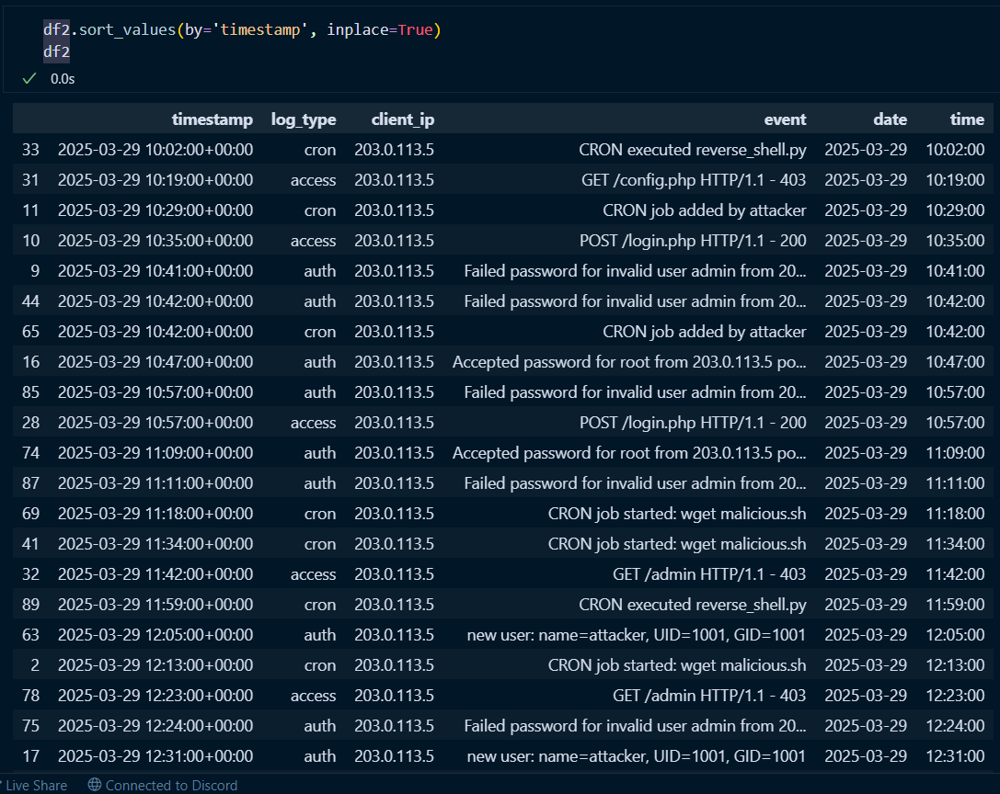 df2.sort_values(by='timestamp', inplace=True)
df2
0.0s
timestamp log_type client_ip event date time
33 2025-03-29 10:02:00+00:00 cron 203.0.113.5 CRON executed reverse_shell.py 2025-03-29 10:02:00
31 2025-03-29 10:19:00+00:00 access 203.0.113.5 GET /config.php HTTP/1.1 - 403 2025-03-29 10:19:00
11 2025-03-29 10:29:00+00:00 cron 203.0.113.5 CRON job added by attacker 2025-03-29 10:29:00
10 2025-03-29 10:35:00+00:00 access 203.0.113.5 POST /login.php HTTP/1.1 - 200 2025-03-29 10:35:00
9 2025-03-29 10:41:00+00:00 auth 203.0.113.5 Failed password for invalid user admin from 20... 2025-03-29 10:41:00
44 2025-03-29 10:42:00+00:00 auth 203.0.113.5 Failed password for invalid user admin from 20... 2025-03-29 10:42:00
65 2025-03-29 10:42:00+00:00 cron 203.0.113.5 CRON job added by attacker 2025-03-29 10:42:00
16 2025-03-29 10:47:00+00:00 auth 203.0.113.5 Accepted password for root from 203.0.113.5 po... 2025-03-29 10:47:00
85 2025-03-29 10:57:00+00:00 auth 203.0.113.5 Failed password for invalid user admin from 20... 2025-03-29 10:57:00
28 2025-03-29 10:57:00+00:00 access 203.0.113.5 POST /login.php HTTP/1.1 - 200 2025-03-29 10:57:00
74 2025-03-29 11:09:00+00:00 auth 203.0.113.5 Accepted password for root from 203.0.113.5 po... 2025-03-29 11:09:00
87 2025-03-29 11:11:00+00:00 auth 203.0.113.5 Failed password for invalid user admin from 20... 2025-03-29 11:11:00
69 2025-03-29 11:18:00+00:00 cron 203.0.113.5 CRON job started: wget malicious.sh 2025-03-29 11:18:00
41 2025-03-29 11:34:00+00:00 cron 203.0.113.5 CRON job started: wget malicious.sh 2025-03-29 11:34:00
32 2025-03-29 11:42:00+00:00 access 203.0.113.5 GET /admin HTTP/1.1 - 403 2025-03-29 11:42:00
89 2025-03-29 11:59:00+00:00 cron 203.0.113.5 CRON executed reverse_shell.py 2025-03-29 11:59:00
63 2025-03-29 12:05:00+00:00 auth 203.0.113.5 new user: name=attacker, UID=1001, GID=1001 2025-03-29 12:05:00
2 2025-03-29 12:13:00+00:00 cron 203.0.113.5 CRON job started: wget malicious.sh 2025-03-29 12:13:00
78 2025-03-29 12:23:00+00:00 access 203.0.113.5 GET /admin HTTP/1.1 - 403 2025-03-29 12:23:00
75 2025-03-29 12:24:00+00:00 auth 203.0.113.5 Failed password for invalid user admin from 20... 2025-03-29 12:24:00
17 2025-03-29 12:31:00+00:00 auth 203.0.113.5 new user: name=attacker, UID=1001, GID=1001 2025-03-29 12:31:00
Live Share Connected to Discord